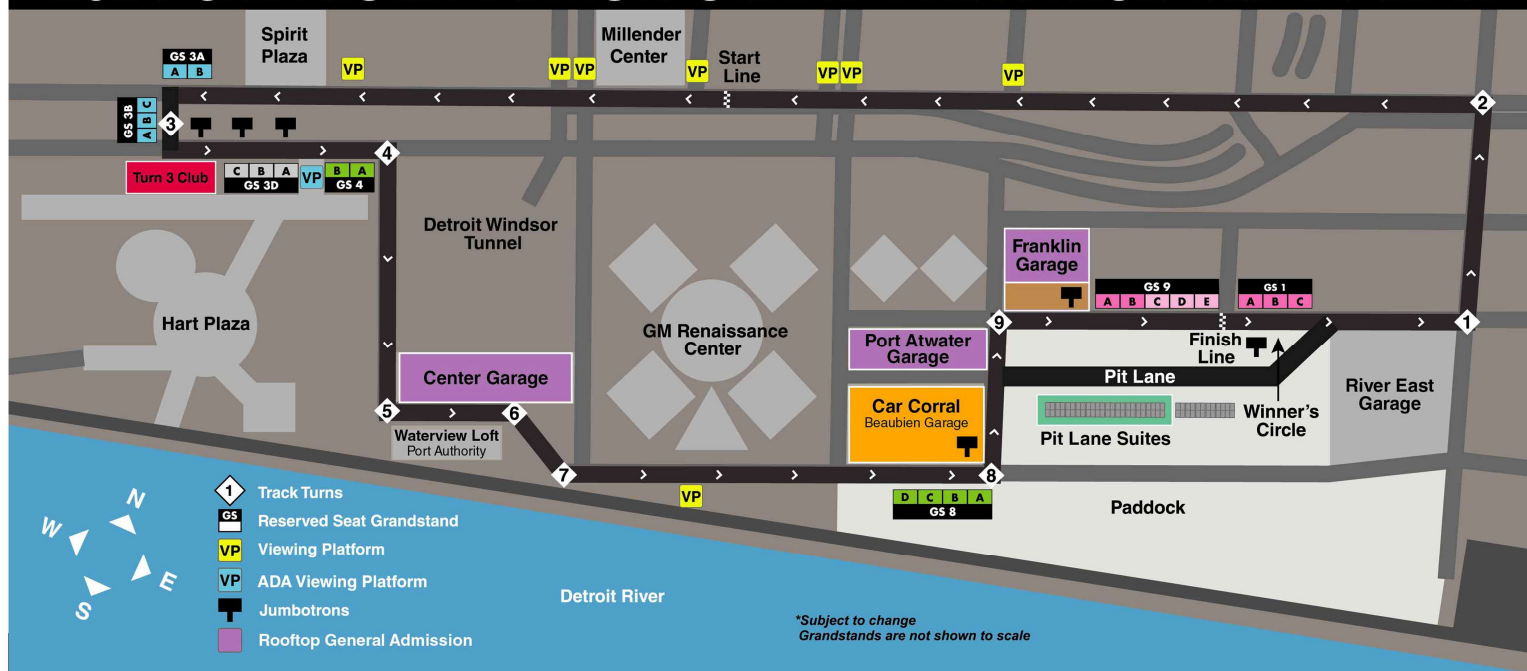 Spirit
Plaza
Millender
Center
GS 3A
A B
VP
VP
VP
VP
Start
Line
VP
VP
VP
2
GS 3B
A B C
3
4
Turn 3 Club
C B A
GS 3D
VP
B A
GS 4
Detroit Windsor
Tunnel
Franklin
Garage
GS 9
A B C D E
GS 1
A B C
Hart Plaza
GM Renaissance
Center
9
1
Port Atwater
Garage
Finish
Line
Center Garage
Pit Lane
River East
Garage
5
6
Car Corral
Beaubien Garage
Winner's
Circle
Waterview Loft
Port Authority
Pit Lane Suites
7
8
VP
D C B A
GS 8
Paddock
N
W
E
S
1 Track Turns
GS Reserved Seat Grandstand
VP Viewing Platform
VP ADA Viewing Platform
Jumbotrons
Rooftop General Admission
Detroit River
*Subject to change
Grandstands are not shown to scale